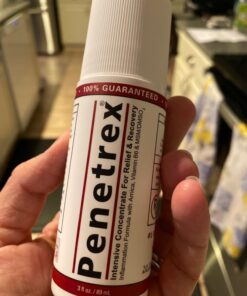 100% GUARANTEED
Penetrex®
Intensive Concentrate For Relief & Recovery
Inflammation Formula with Arnica, Vitamin B6 & MSM(DMSO₂)
3 fl oz. / 89 mL